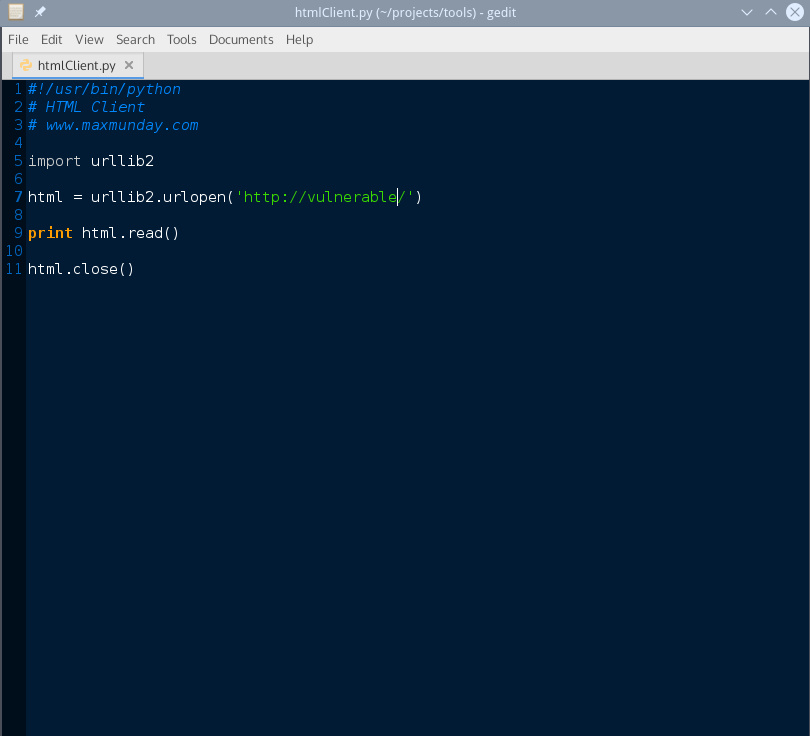 htmlClient.py (~/projects/tools) - gedit
File Edit View Search Tools Documents Help
htmlClient.py
1 #!/usr/bin/python
2 # HTML Client
3 # www.maxmunday.com
4
5 import urllib2
6
7 html = urllib2.urlopen('http://vulnerable/')
8
9 print html.read()
10
11 html.close()